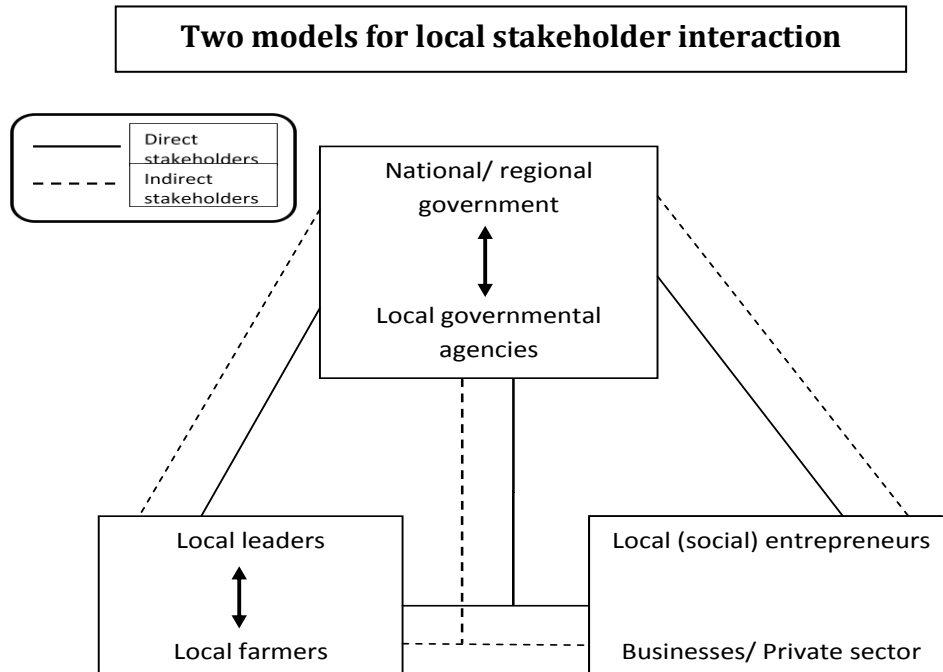 Two models for local stakeholder interaction
Direct
stakeholders
Indirect
stakeholders
National/ regional
government
Local governmental
agencies
Local leaders
Local farmers
Local (social) entrepreneurs
Businesses/ Private sector